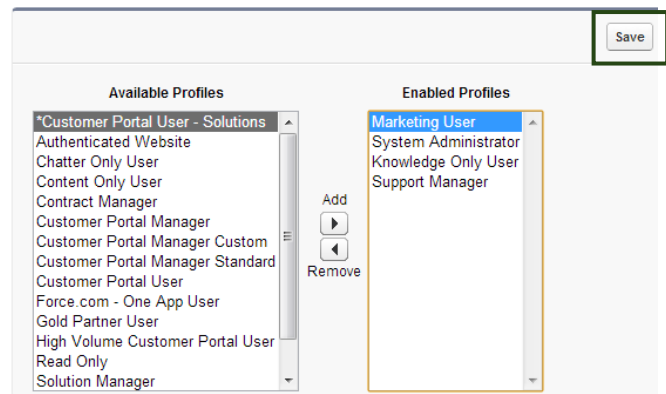 Save
Available Profiles
Enabled Profiles
*Customer Portal User - Solutions
Authenticated Website
Chatter Only User
Content Only User
Contract Manager
Customer Portal Manager
Customer Portal Manager Custom
Customer Portal Manager Standard
Customer Portal User
Force.com - One App User
Gold Partner User
High Volume Customer Portal User
Read Only
Solution Manager
Add
Remove
Marketing User
System Administrator
Knowledge Only User
Support Manager